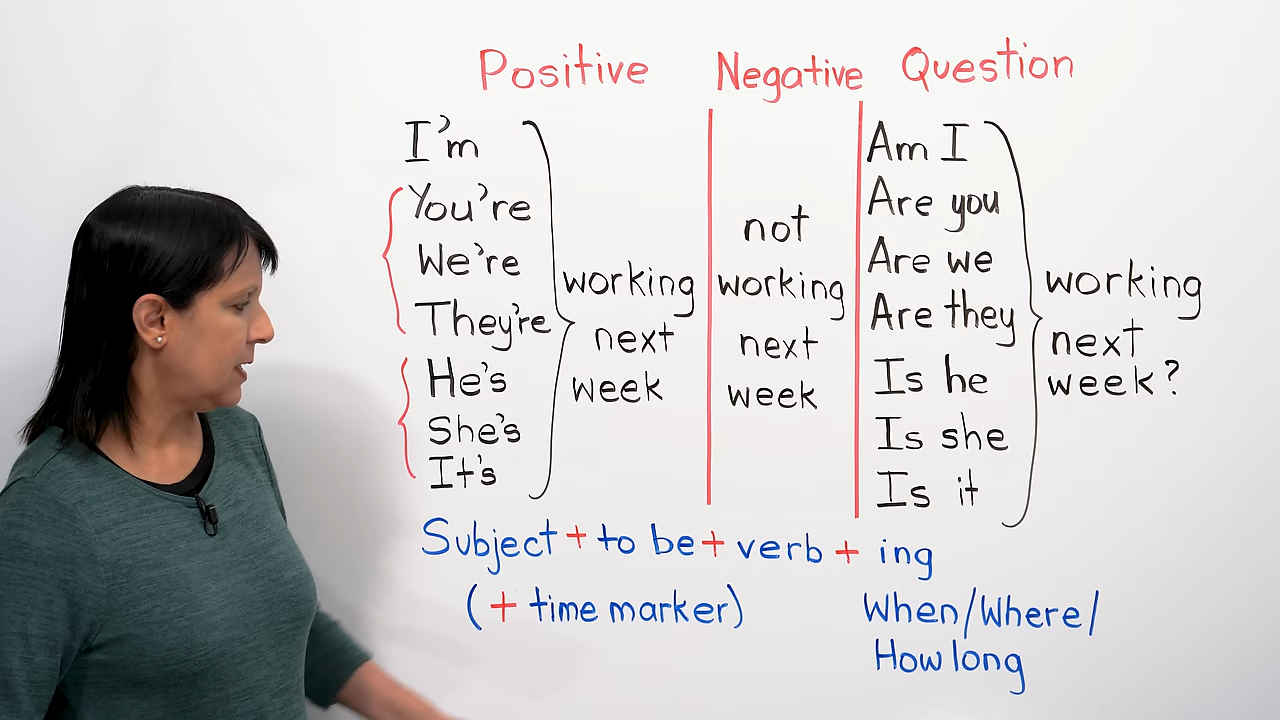 Positive
I'm
You're
We're
They're
He's
She's
It's
working
next
week
Negative
not
working
next
week
Question
Am I
Are you
Are we
Are they
Is he
Is she
Is it
working
next
week?
Subject + to be + verb + ing
(+ time marker)
When/Where/
How long